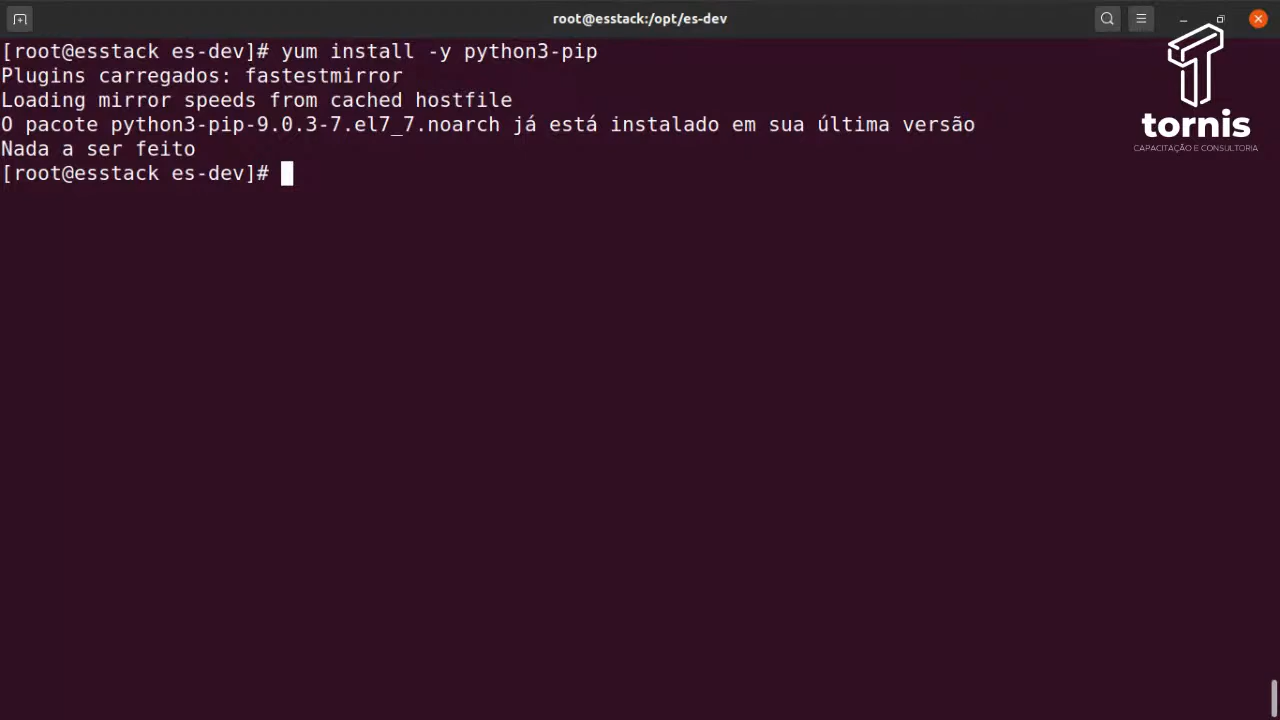 root@esstack:/opt/es-dev
[root@esstack es-dev]# yum install -y python3-pip
Plugins carregados: fastestmirror
Loading mirror speeds from cached hostfile
O pacote python3-pip-9.0.3-7.el7_7.noarch já está instalado em sua última versão
Nada a ser feito
[root@esstack es-dev]#
tornis
CAPACITAÇÃO E CONSULTORIA